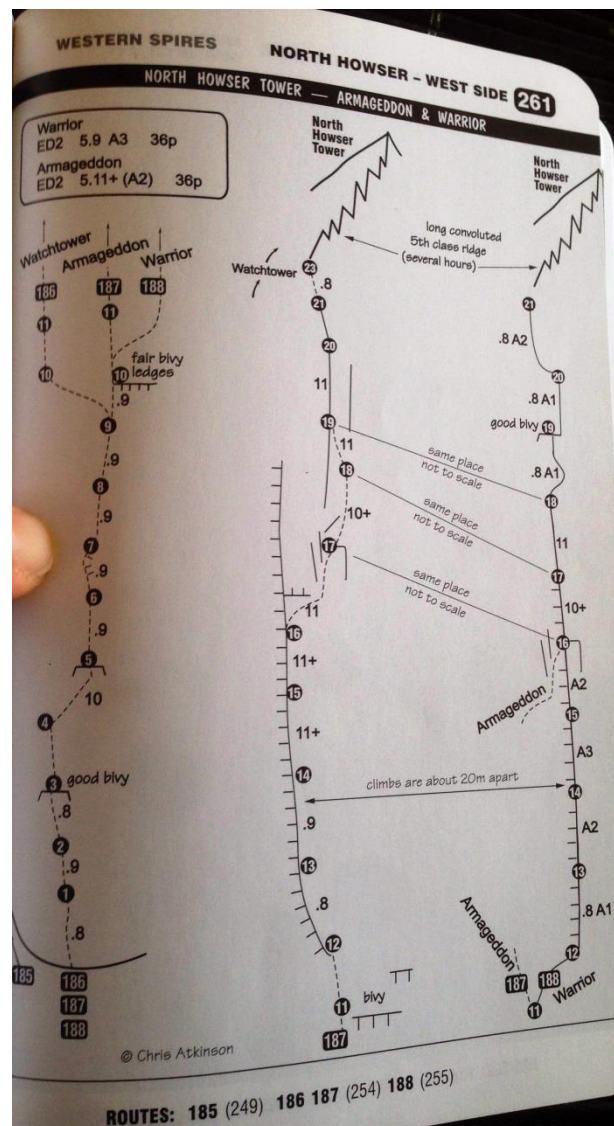 WESTERN SPIRES
NORTH HOWSER – WEST SIDE 261
NORTH HOWSER TOWER — ARMAGEDDON & WARRIOR
Warrior
ED2 5.9 A3 36p
Armageddon
ED2 5.11+ (A2) 36p
Watchtower
Armageddon
Warrior
186
187
188
11
11
10
10
fair bivy
ledges
.9
9
.9
8
.9
7
.9
6
.9
5
10
4
3
good bivy
.8
2
.9
1
.8
185
186
187
188
© Chris Atkinson
North
Howser
Tower
long convoluted
5th class ridge
(several hours)
Watchtower
23
.8
21
20
11
19
11
18
10+
17
11
16
11+
15
11+
14
.9
13
.8
12
11
bivy
187
same place
not to scale
same place
not to scale
same place
not to scale
climbs are about 20m apart
North
Howser
Tower
21
.8 A2
20
.8 A1
good bivy
19
.8 A1
18
11
17
10+
16
A2
Armageddon
15
A3
14
A2
13
.8 A1
12
Armageddon
187
188
Warrior
11
ROUTES: 185 (249) 186 187 (254) 188 (255)